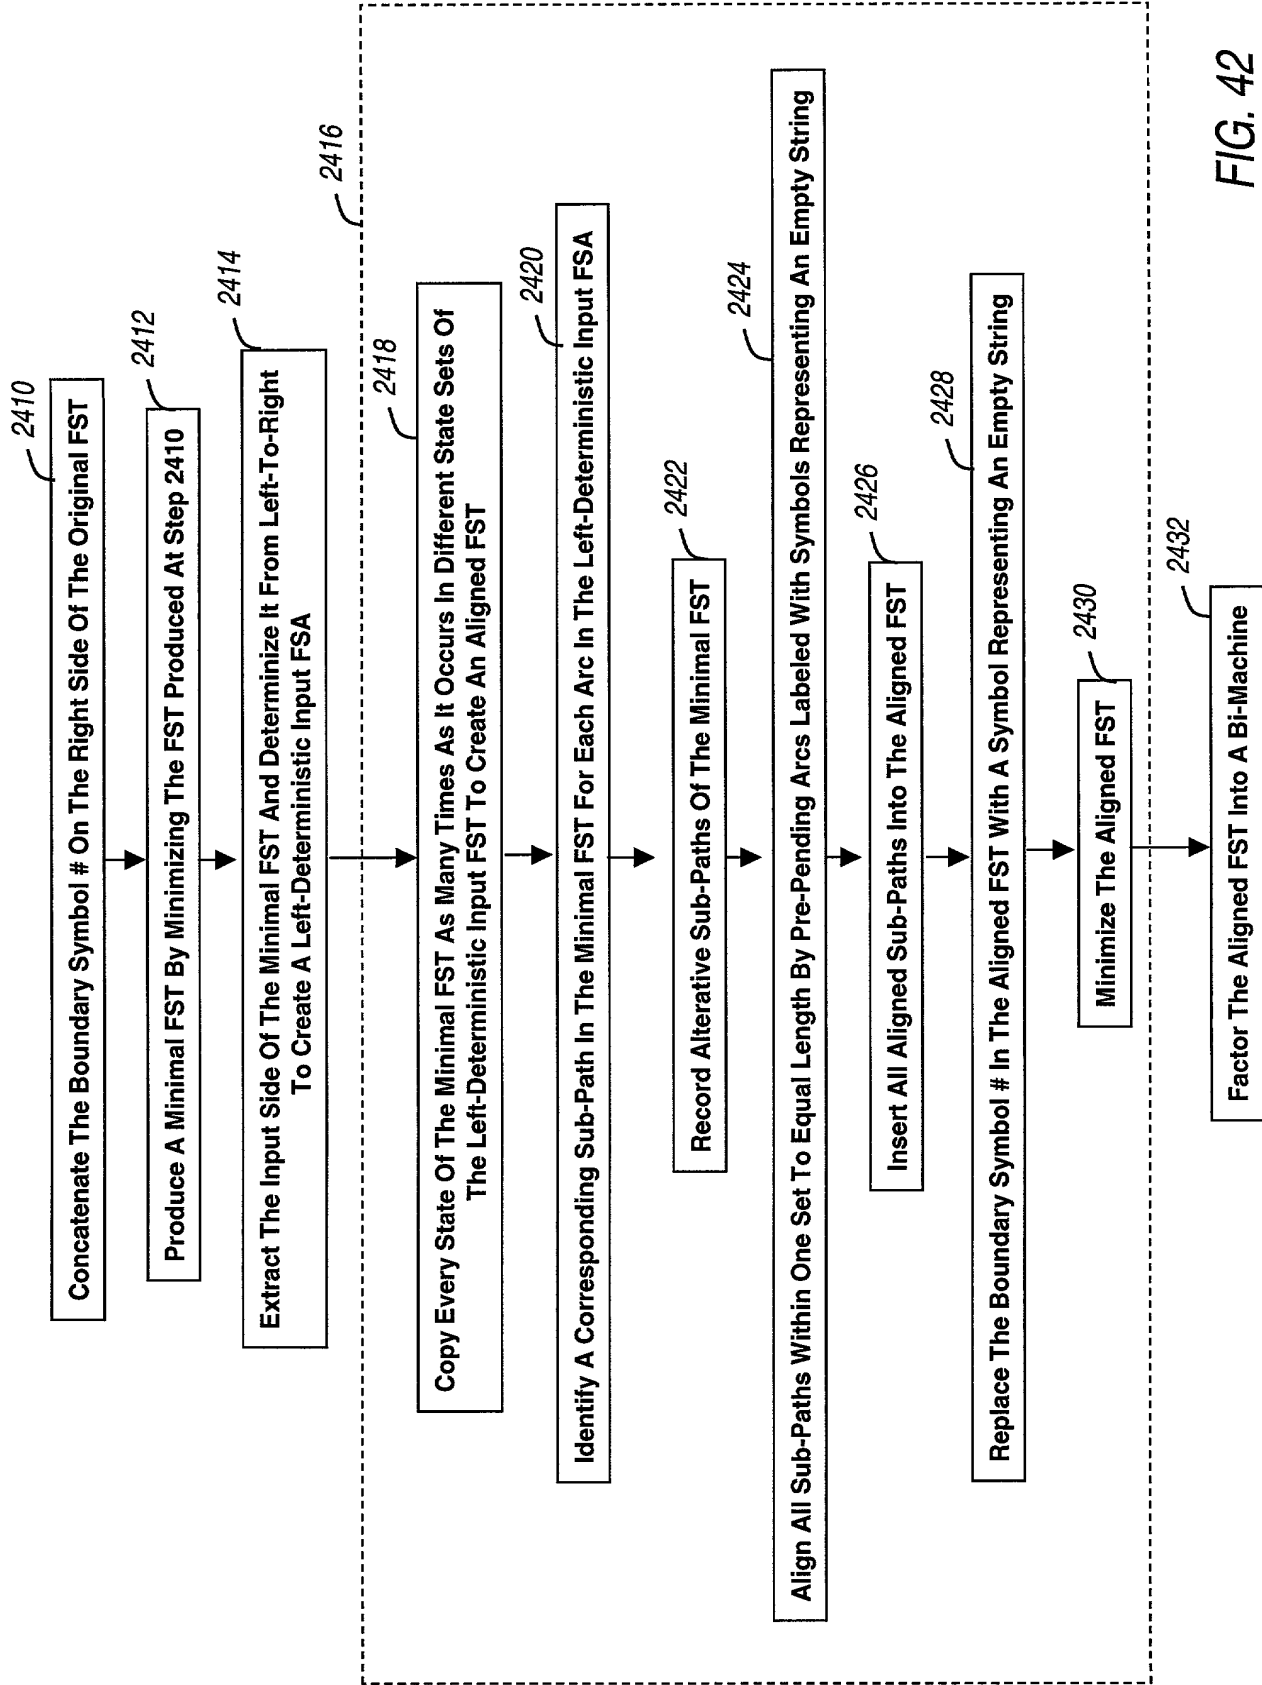 2410
Concatenate The Boundary Symbol # On The Right Side Of The Original FST
2412
Produce A Minimal FST By Minimizing The FST Produced At Step 2410
2414
Extract The Input Side Of The Minimal FST And Determinize It From Left-To-Right
To Create A Left-Deterministic Input FSA
2416
2418
Copy Every State Of The Minimal FST As Many Times As It Occurs In Different State Sets Of
The Left-Deterministic Input FST To Create An Aligned FST
2420
Identify A Corresponding Sub-Path In The Minimal FST For Each Arc In The Left-Deterministic Input FSA
2422
Record Alterative Sub-Paths Of The Minimal FST
2424
Align All Sub-Paths Within One Set To Equal Length By Pre-Pending Arcs Labeled With Symbols Representing An Empty String
2426
Insert All Aligned Sub-Paths Into The Aligned FST
2428
Replace The Boundary Symbol # In The Aligned FST With A Symbol Representing An Empty String
2430
Minimize The Aligned FST
2432
Factor The Aligned FST Into A Bi-Machine
FIG. 42